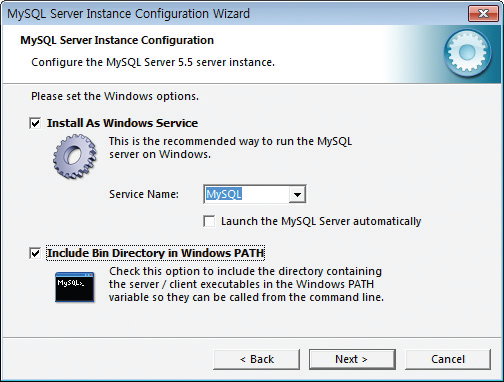 MySQL Server Instance Configuration Wizard
MySQL Server Instance Configuration
Configure the MySQL Server 5.5 server instance.
Please set the Windows options.
Install As Windows Service
This is the recommended way to run the MySQL
server on Windows.
Service Name: MySQL
Launch the MySQL Server automatically
Include Bin Directory in Windows PATH
MySQL>_
Check this option to include the directory containing
the server / client executables in the Windows PATH
variable so they can be called from the command line.
< Back Next > Cancel